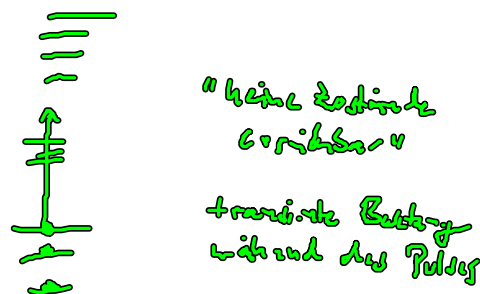 "keine Zustände
erreichbar"
transiente Besetzung
während des Pulses